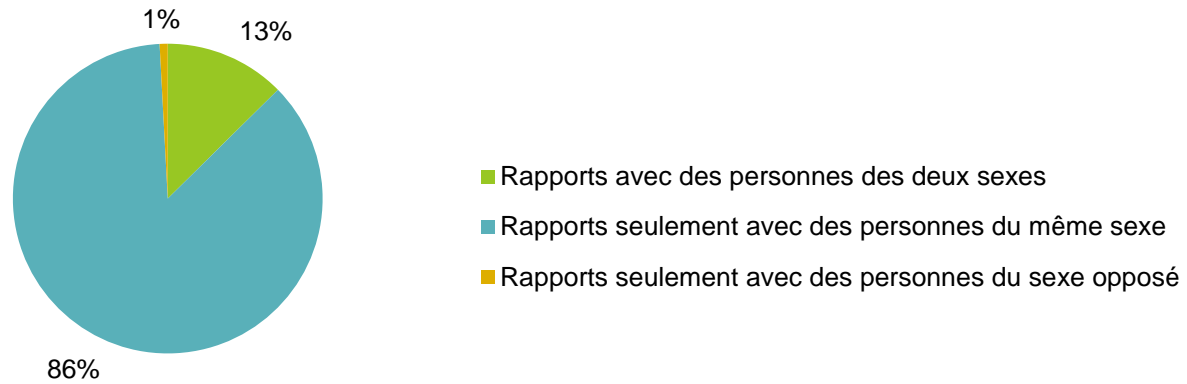 1%
13%
Rapports avec des personnes des deux sexes
Rapports seulement avec des personnes du même sexe
Rapports seulement avec des personnes du sexe opposé
86%